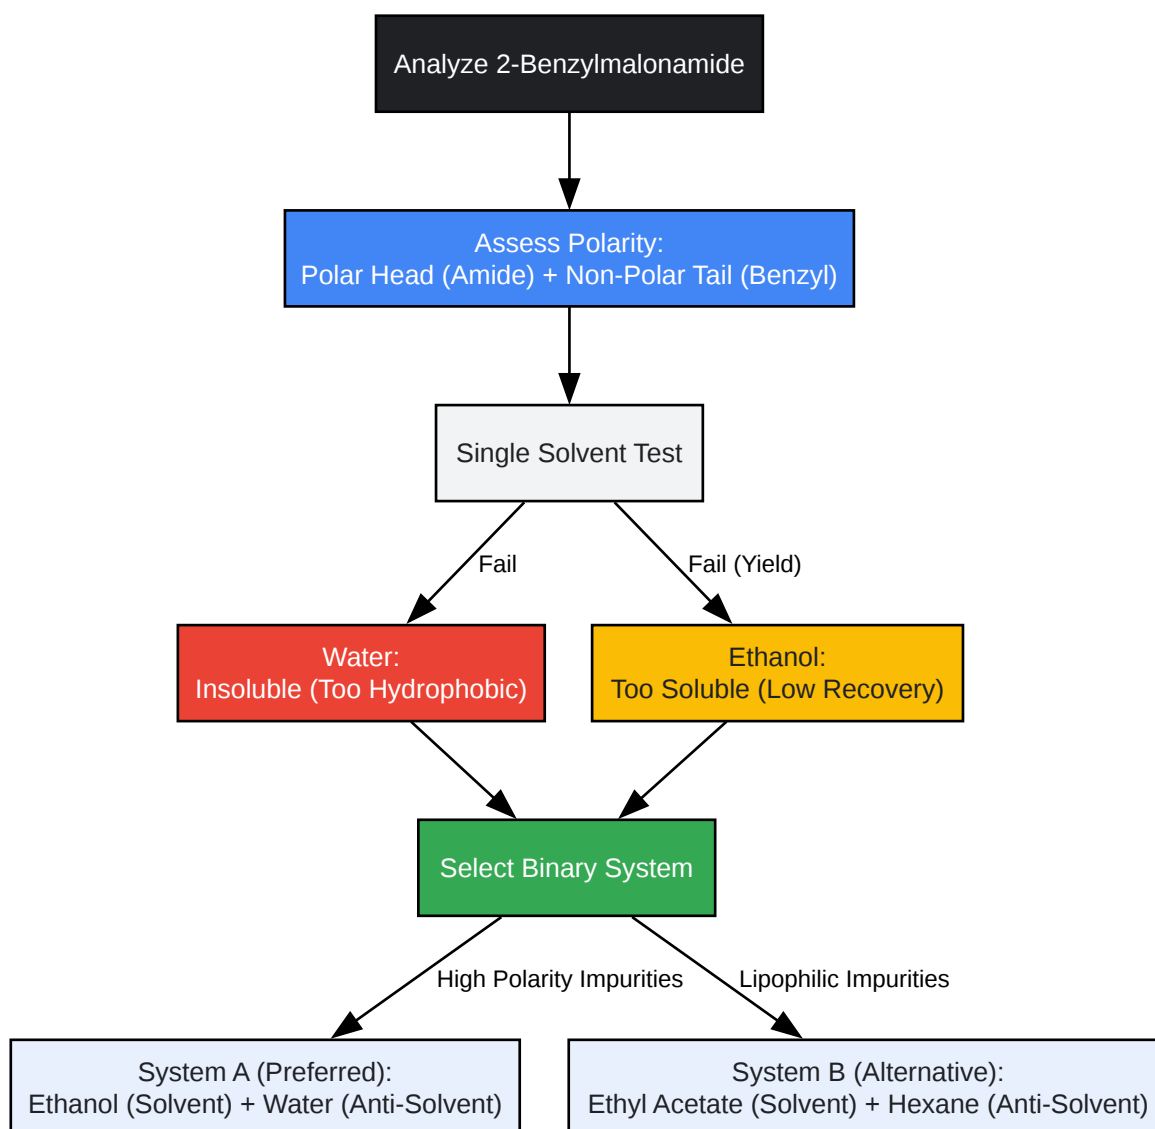 Analyze 2-Benzylmalonamide
Assess Polarity:
Polar Head (Amide) + Non-Polar Tail (Benzyl)
Single Solvent Test
Fail
Fail (Yield)
Water:
Insoluble (Too Hydrophobic)
Ethanol:
Too Soluble (Low Recovery)
Select Binary System
High Polarity Impurities
Lipophilic Impurities
System A (Preferred):
Ethanol (Solvent) + Water (Anti-Solvent)
System B (Alternative):
Ethyl Acetate (Solvent) + Hexane (Anti-Solvent)